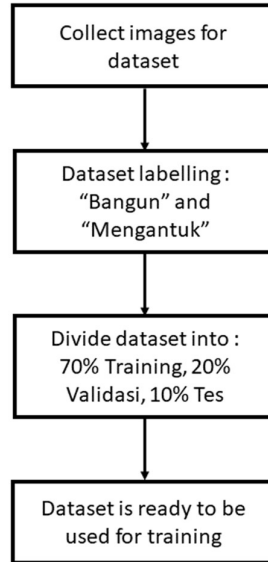 Collect images for
dataset
Dataset labelling :
“Bangun” and
“Mengantuk”
Divide dataset into :
70% Training, 20%
Validasi, 10% Tes
Dataset is ready to be
used for training